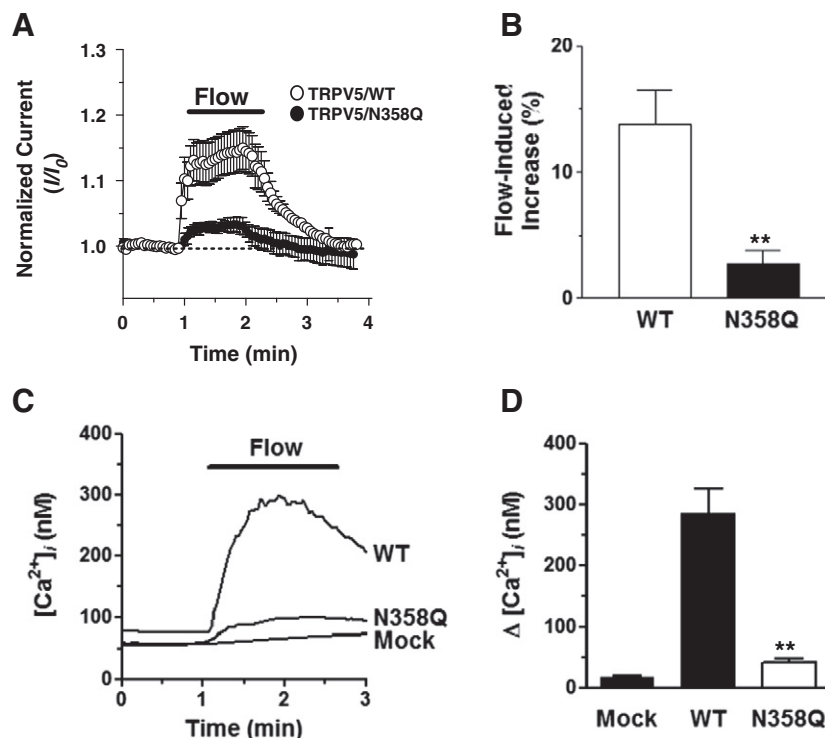 A
Normalized Current
(I/I0)
1.3
1.2
1.1
1.0
Flow
TRPV5/WT
TRPV5/N358Q
0 1 2 3 4
Time (min)
B
Flow-induced
Increase (%)
20
10
0
**
WT N358Q
C
[Ca2+]i (nM)
400
300
200
100
0
Flow
WT
N358Q
Mock
0 1 2 3
Time (min)
D
Δ [Ca2+]i (nM)
400
300
200
100
0
**
Mock WT N358Q